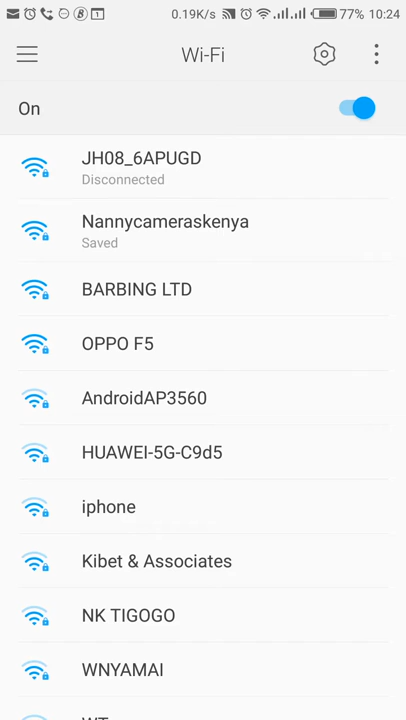 0.19K/s 77% 10:24
Wi-Fi
On
JH08_6APUGD
Disconnected
Nannycameraskenya
Saved
BARBING LTD
OPPO F5
AndroidAP3560
HUAWEI-5G-C9d5
iphone
Kibet & Associates
NK TIGOGO
WNYAMAI